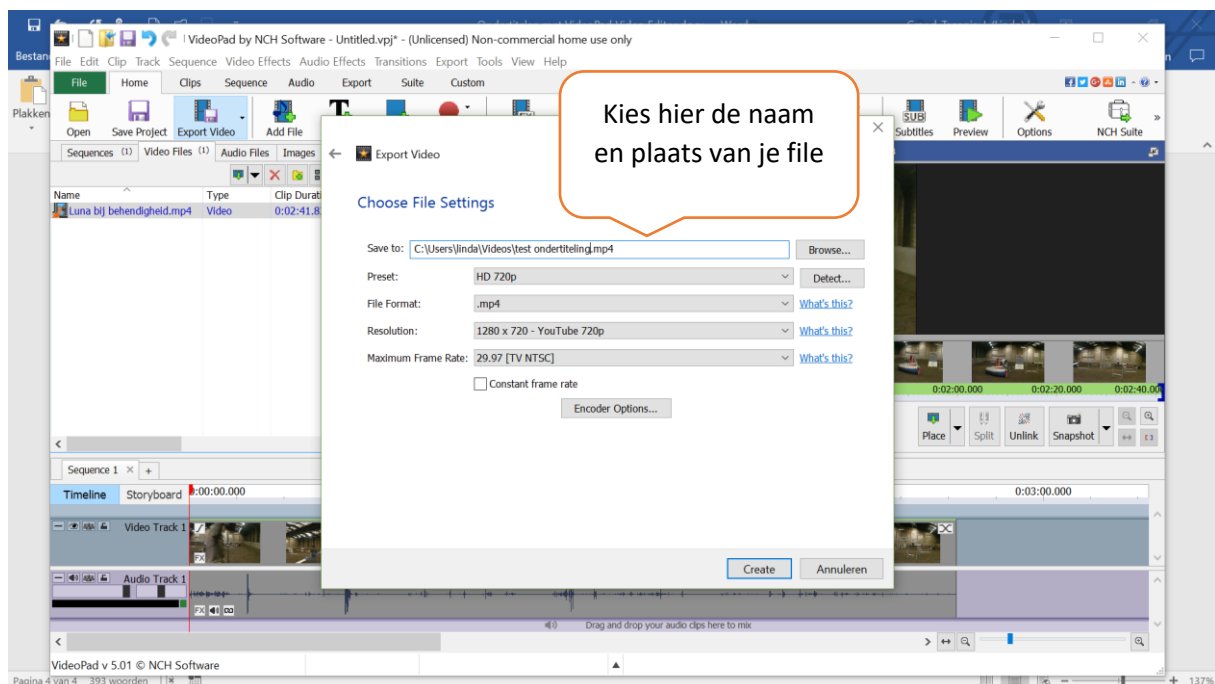 Bestan
Plakken
VideoPad by NCH Software - Untitled.vpj* - (Unlicensed) Non-commercial home use only
File Edit Clip Track Sequence Video Effects Audio Effects Transitions Export Tools View Help
File Home Clips Sequence Audio Export Suite Custom
Open Save Project Export Video Add File
SUB
Subtitles Preview Options NCH Suite
Sequences (1) Video Files (1) Audio Files Images
Name Type Clip Durati
Luna bij behendigheid.mp4 Video 0:02:41.8
Kies hier de naam
en plaats van je file
Export Video
Choose File Settings
Save to: C:\Users\linda\Videos\test ondertiteling.mp4 Browse...
Preset: HD 720p Detect...
File Format: .mp4 What's this?
Resolution: 1280 x 720 - YouTube 720p What's this?
Maximum Frame Rate: 29.97 [TV NTSC] What's this?
Constant frame rate
Encoder Options...
Create Annuleren
0:02:00.000 0:02:20.000 0:02:40.00
Place Split Unlink Snapshot
Sequence 1 × +
Timeline Storyboard 0:00:00.000 0:03:00.000
Video Track 1
FX
Audio Track 1
FX
Drag and drop your audio clips here to mix
VideoPad v 5.01 © NCH Software
Pagina 4 van 4 393 woorden 137%